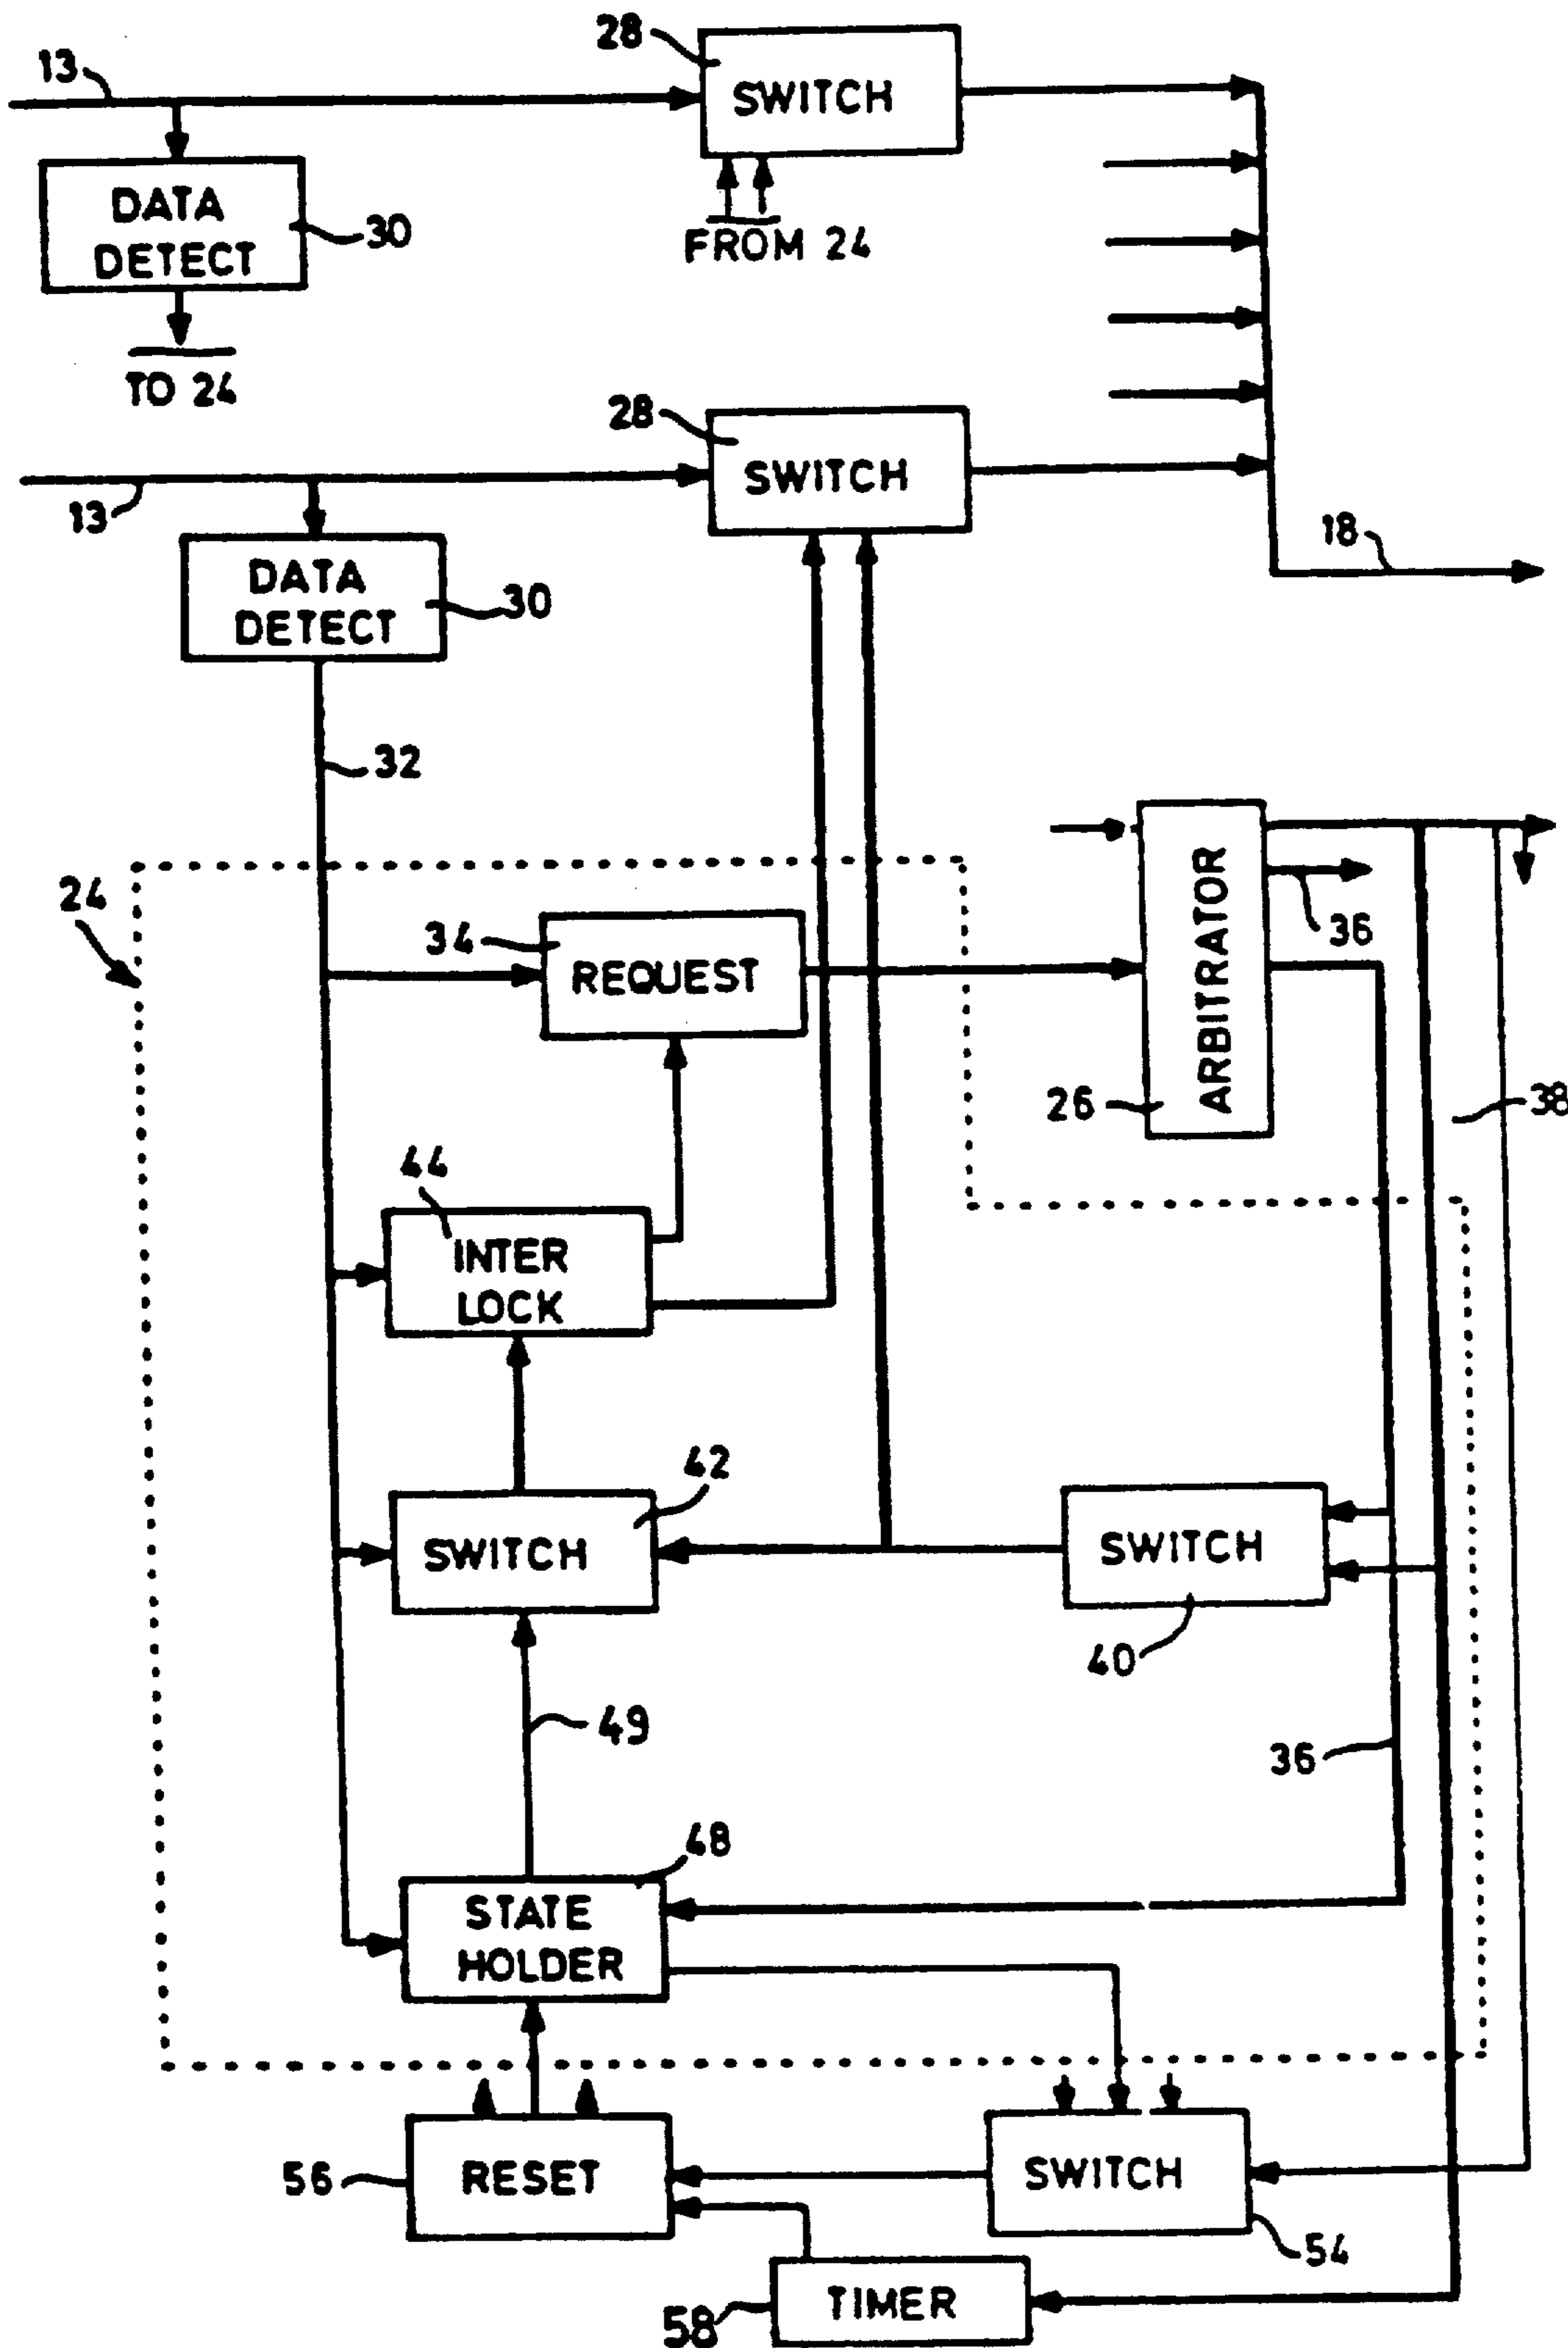 28
13
SWITCH
DATA
DETECT
30
FROM 24
TO 24
28
SWITCH
13
18
DATA
DETECT
30
32
24
34
REQUEST
ARBITRATOR
36
26
38
44
INTER
LOCK
42
SWITCH
SWITCH
40
49
36
48
STATE
HOLDER
56
RESET
SWITCH
54
58
TIMER